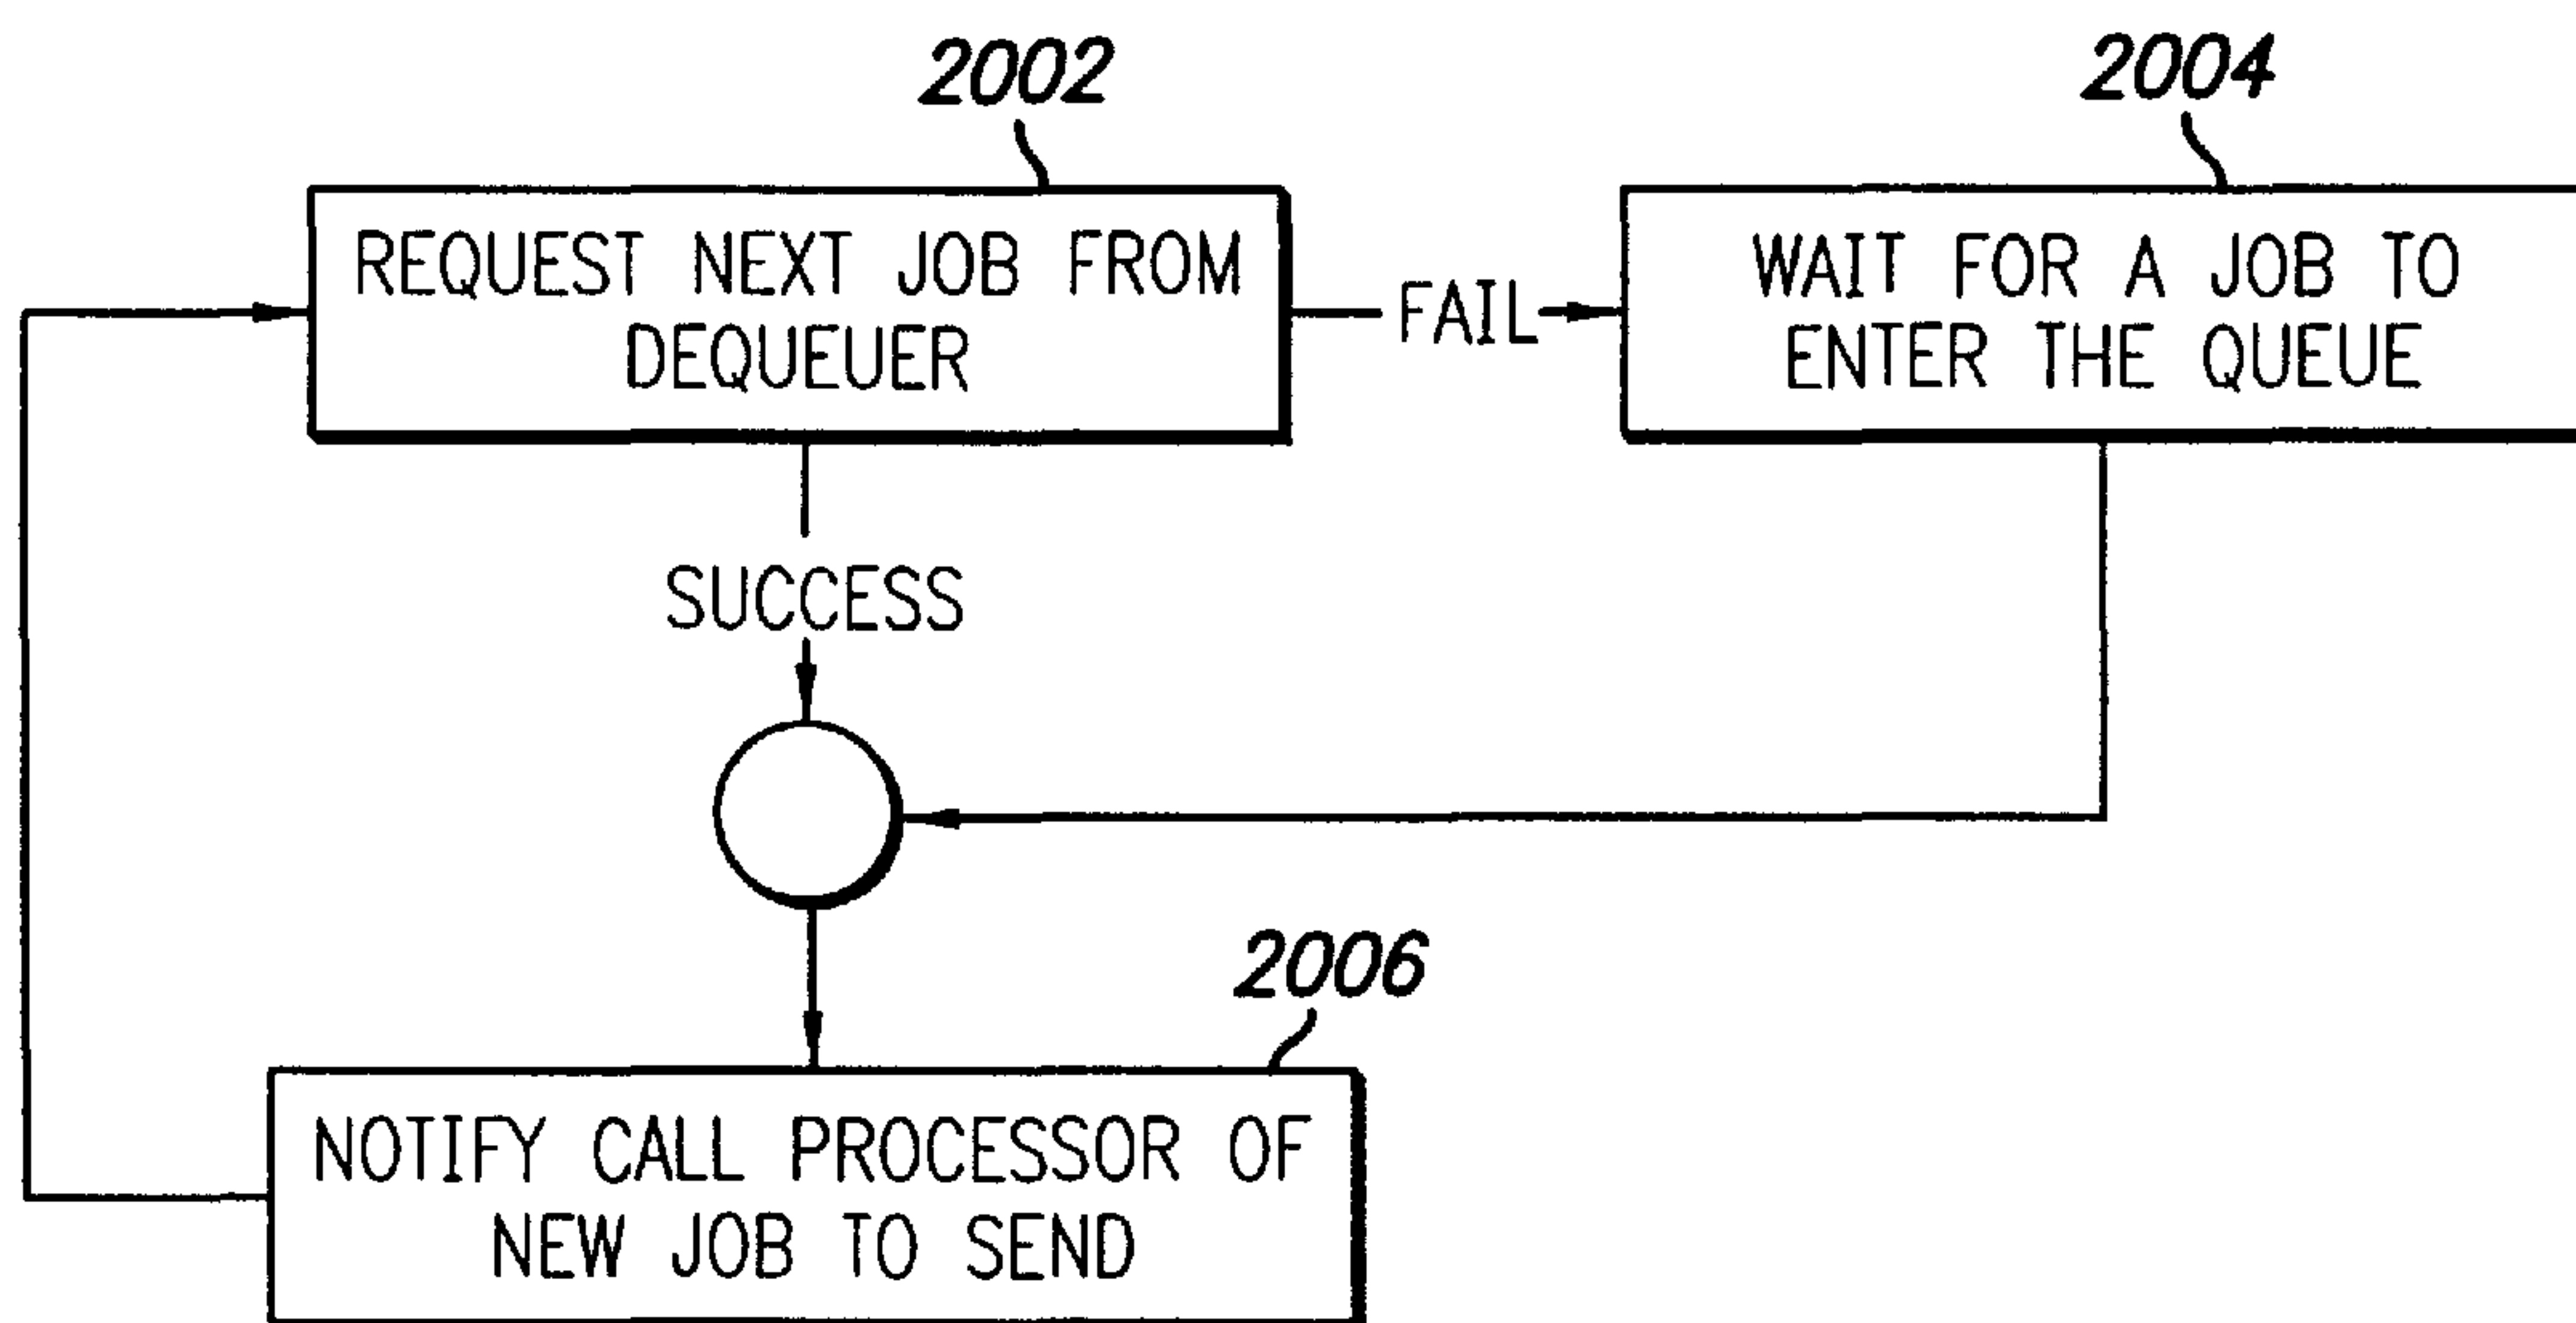 2002
2004
REQUEST NEXT JOB FROM
DEQUEUER
FAIL
WAIT FOR A JOB TO
ENTER THE QUEUE
SUCCESS
2006
NOTIFY CALL PROCESSOR OF
NEW JOB TO SEND